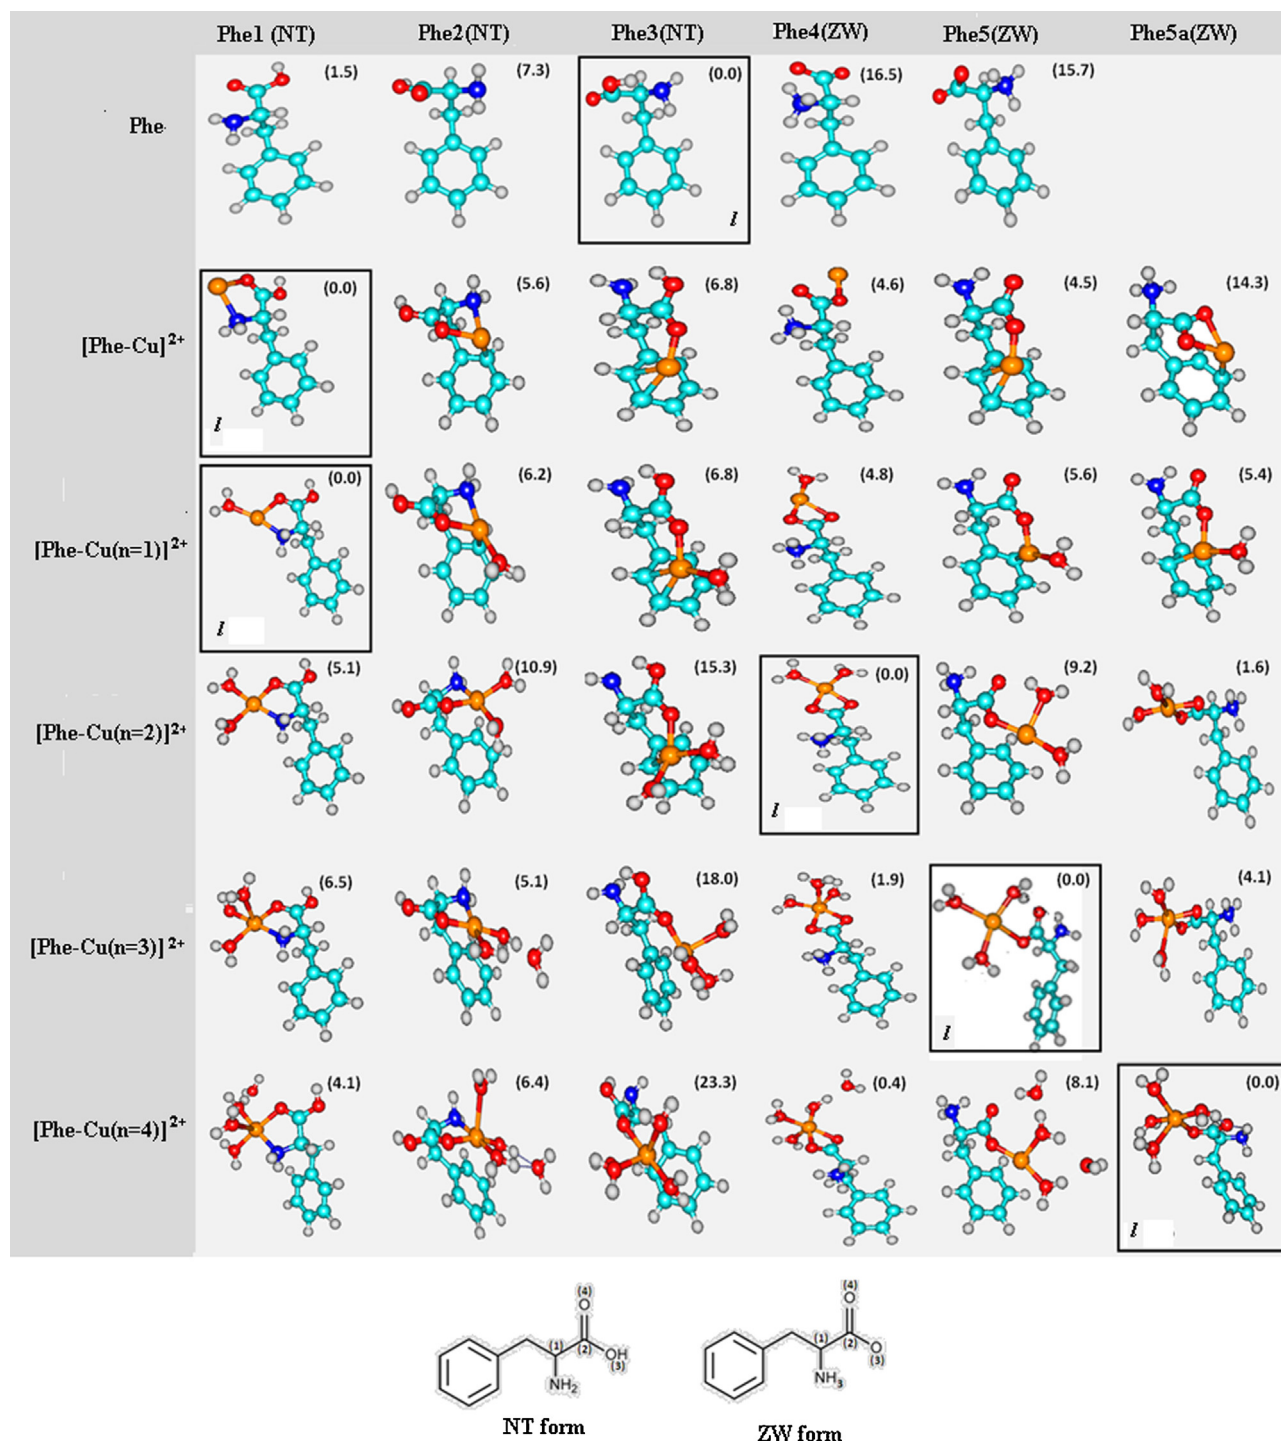 Phe1 (NT) Phe2(NT) Phe3(NT) Phe4(ZW) Phe5(ZW) Phe5a(ZW)
Phe (1.5) (7.3) (0.0) (16.5) (15.7)
l
[Phe-Cu]2+ (0.0) (5.6) (6.8) (4.6) (4.5) (14.3)
l
[Phe-Cu(n=1)]2+ (0.0) (6.2) (6.8) (4.8) (5.6) (5.4)
l
[Phe-Cu(n=2)]2+ (5.1) (10.9) (15.3) (0.0) (9.2) (1.6)
l
[Phe-Cu(n=3)]2+ (6.5) (5.1) (18.0) (1.9) (0.0) (4.1)
l
[Phe-Cu(n=4)]2+ (4.1) (6.4) (23.3) (0.4) (8.1) (0.0)
l
(4) (4)
O O
(1) (1)
(2) OH (2) O
(3) (3)
NH2 NH3
NT form ZW form